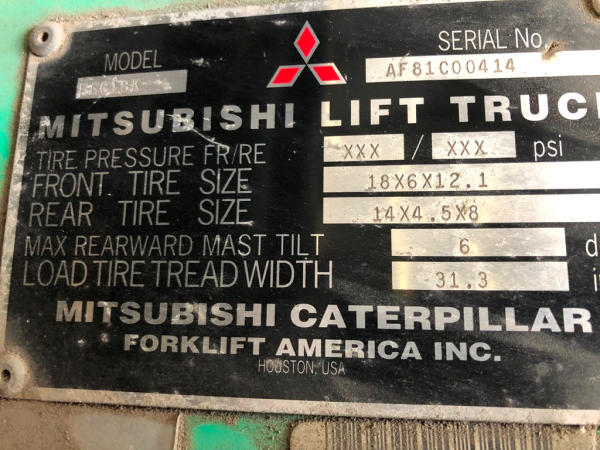 MODEL
SERIAL No.
AF81C00414
MITSUBISHI LIFT TRUC
TIRE PRESSURE FR/RE XXX / XXX psi
FRONT TIRE SIZE 18X6X12.1
REAR TIRE SIZE 14X4.5X8
MAX REARWARD MAST TILT 6 d
LOAD TIRE TREAD WIDTH 31.3 i
MITSUBISHI CATERPILLAR
FORKLIFT AMERICA INC.
HOUSTON, USA